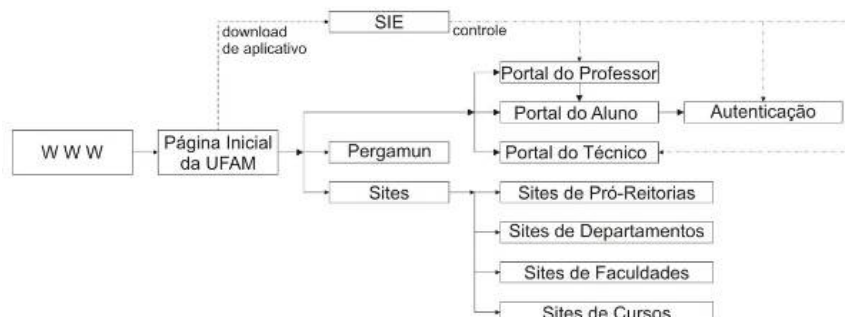 SIE
download
de aplicativo
controle
Portal do Professor
Portal do Aluno
Autenticação
W W W
Página Inicial
da UFAM
Pergamun
Portal do Técnico
Sites
Sites de Pró-Reitorias
Sites de Departamentos
Sites de Faculdades
Sites de Cursos